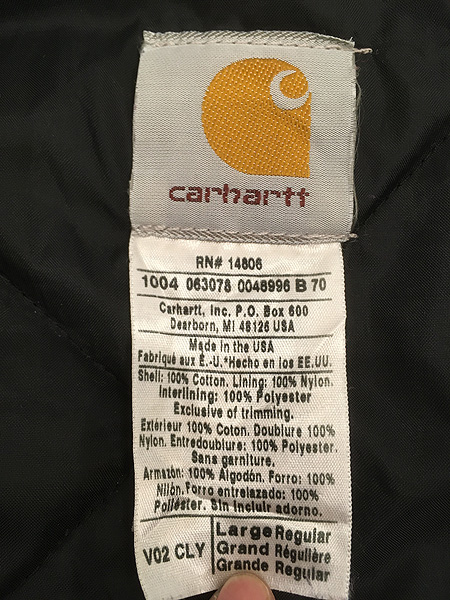 carhartt
RN# 14806
1004 063078 0048996 B 70
Carhartt, Inc. P.O. Box 600
Dearborn, MI 48126 USA
Made in the USA
Fabriqué aux É.-U.*Hecho en los EE.UU.
Shell: 100% Cotton. Lining: 100% Nylon.
Interlining: 100% Polyester
Exclusive of trimming.
Extérieur 100% Coton. Doublure 100%
Nylon. Entredoublure: 100% Polyester.
Sans garniture.
Armazón: 100% Algodón. Forro: 100%
Nilón. Forro entrelazado: 100%
Poliéster. Sin incluir adorno.
V02 CLY
Large Regular
Grand Régulière
Grande Regular